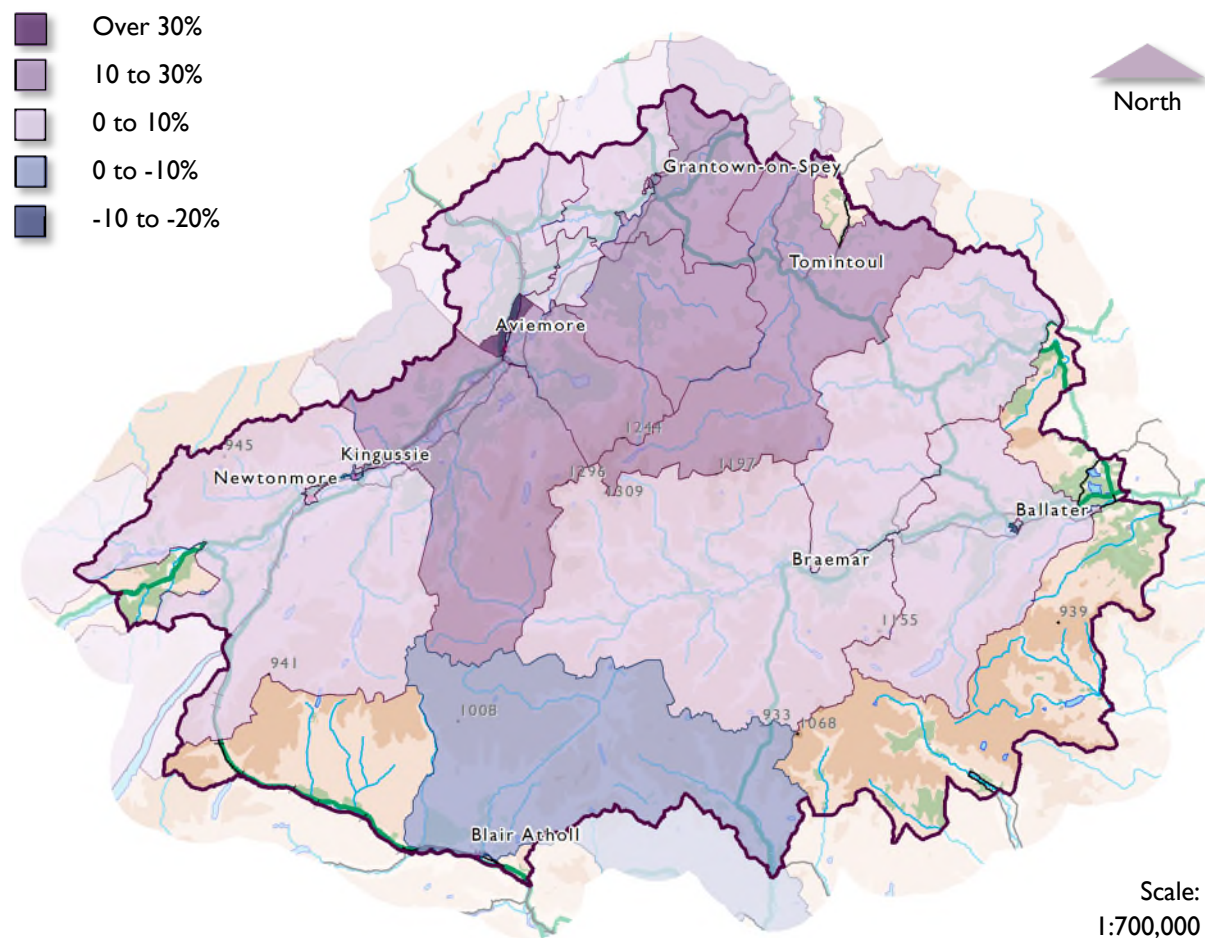 Over 30%
10 to 30%
0 to 10%
0 to -10%
-10 to -20%
North
Grantown-on-Spey
Tomintoul
Aviemore
945
Kingussie
Newtonmore
1244
1296
1197
1309
Ballater
Braemar
939
1155
941
1008
933
1068
Blair Atholl
Scale:
1:700,000